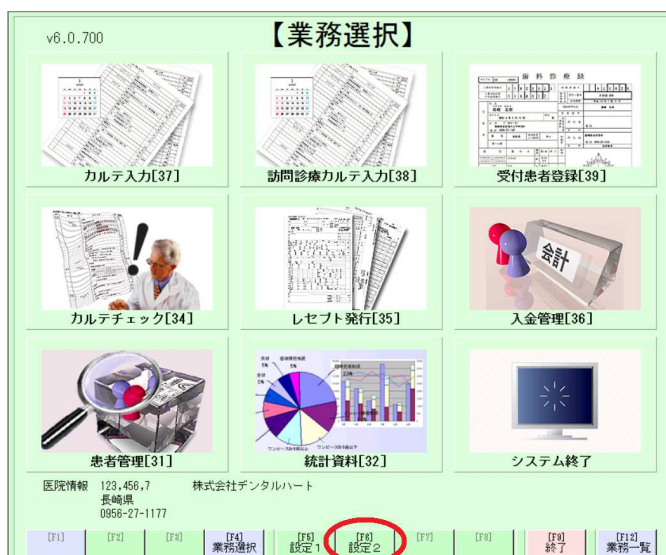 v6.0.700
【業務選択】
カルテ入力[37]
訪問診療カルテ入力[38]
歯科診療録
受付患者登録[39]
カルテチェック[34]
レセプト発行[35]
会計
入金管理[36]
患者管理[31]
統計資料[32]
システム終了
医院情報 123,456,7 株式会社デンタルハート
長崎県
0956-27-1177
[F1] [F2] [F3] [F4] [F5] [F6] [F7] [F8] [F9] [F12]
業務選択 設定1 設定2 終了 業務一覧